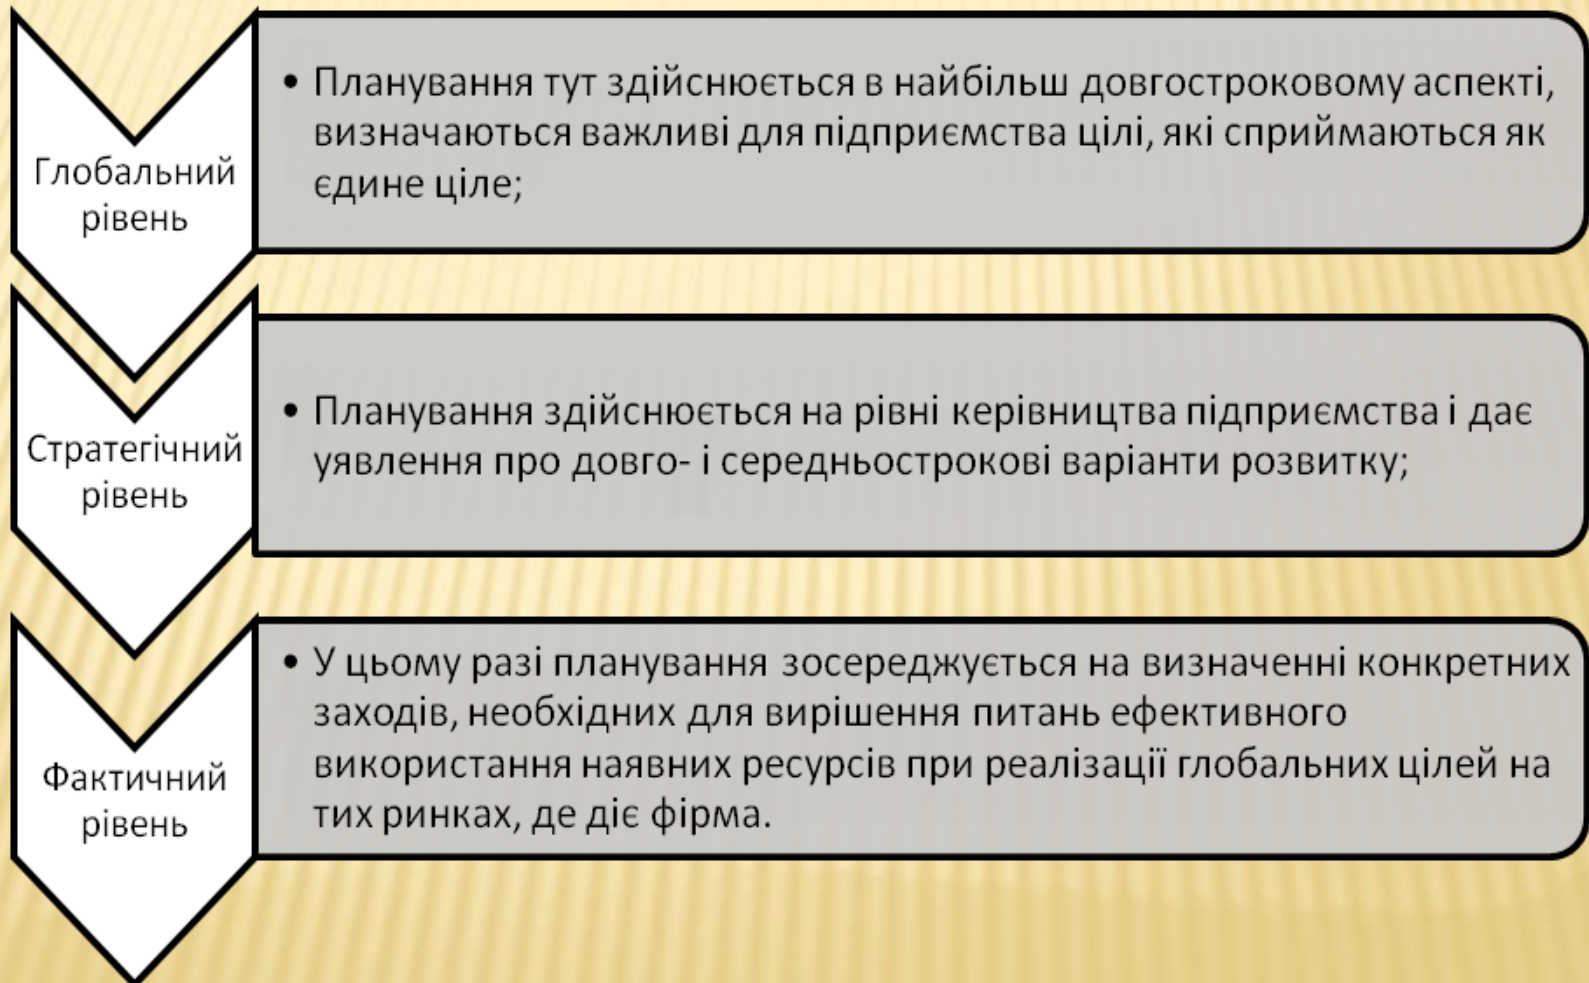 Глобальний
рівень
• Планування тут здійснюється в найбільш довгостроковому аспекті,
визначаються важливі для підприємства цілі, які сприймаються як
єдине ціле;
Стратегічний
рівень
• Планування здійснюється на рівні керівництва підприємства і дає
уявлення про довго- і середньострокові варіанти розвитку;
Фактичний
рівень
• У цьому разі планування зосереджується на визначенні конкретних
заходів, необхідних для вирішення питань ефективного
використання наявних ресурсів при реалізації глобальних цілей на
тих ринках, де діє фірма.